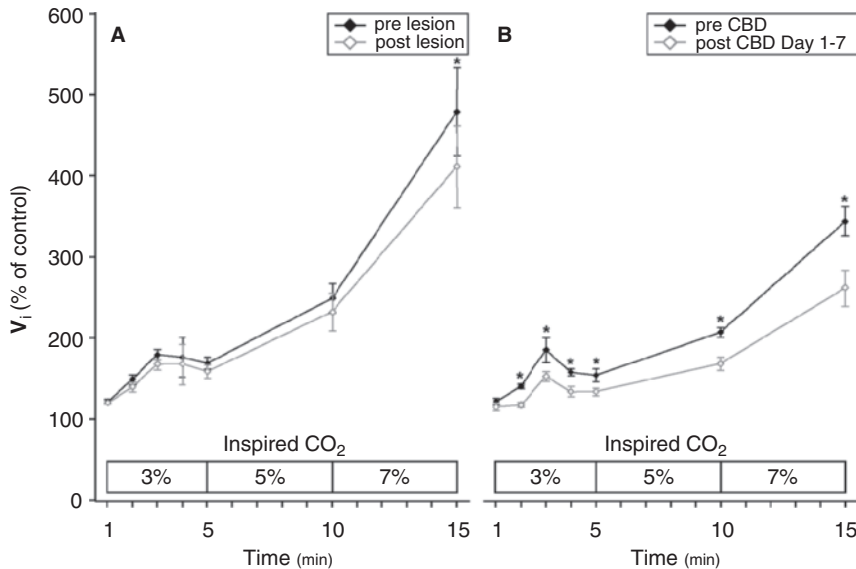 600
500
400
300
200
100
0
V i (% of control)
A
pre lesion
post lesion
*
Inspired CO2
3% 5% 7%
1 5 10 15
Time (min)
B
pre CBD
post CBD Day 1-7
* * * * * *
Inspired CO2
3% 5% 7%
1 5 10 15
Time (min)